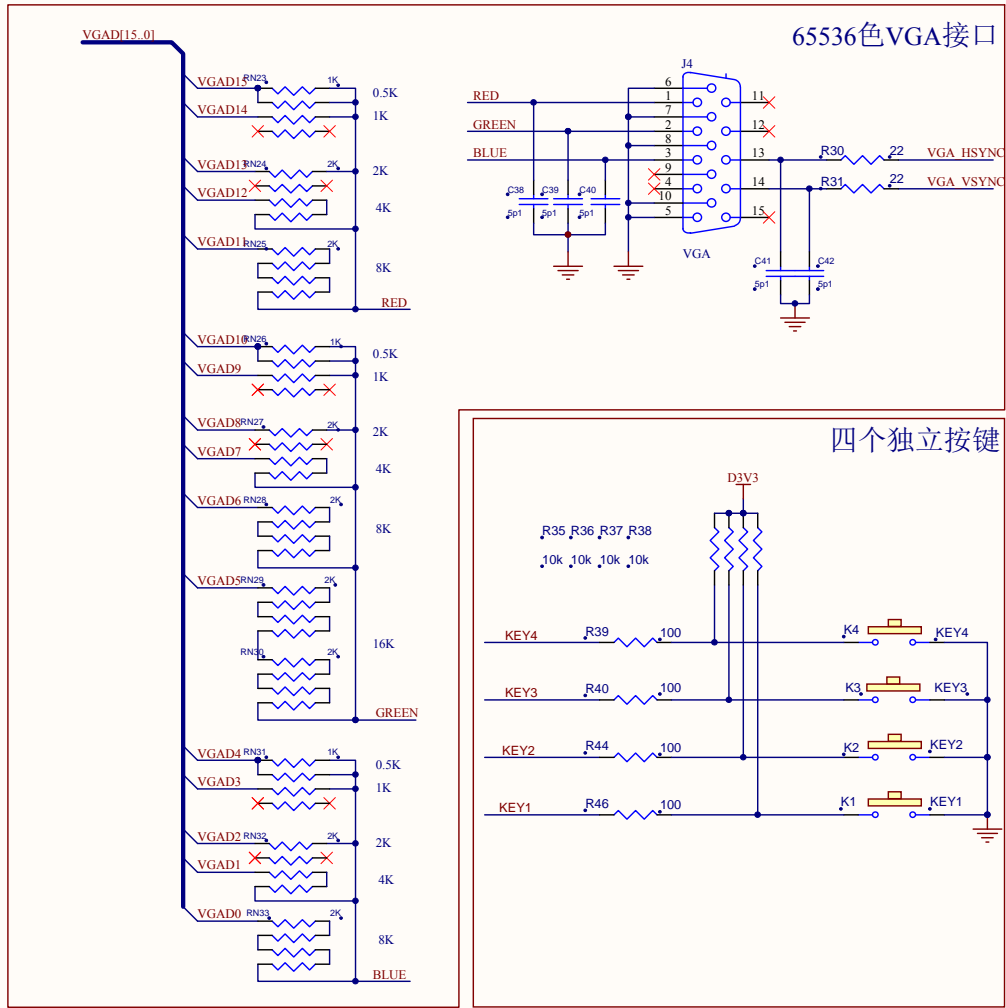 VGAD[15..0]
65536色VGA接口
VGAD15 RN23 1K
0.5K
VGAD14 1K
VGAD13 RN24 2K
2K
VGAD12
4K
VGAD11 RN25 2K
8K
RED
VGAD10 RN26 1K
0.5K
VGAD9
1K
VGAD8 RN27 2K
2K
VGAD7
4K
VGAD6 RN28 2K
8K
VGAD5 RN29 2K
16K
RN30 2K
GREEN
VGAD4 RN31 1K
0.5K
VGAD3
1K
VGAD2 RN32 2K
2K
VGAD1
4K
VGAD0 RN33 2K
8K
BLUE
J4
6
RED 1 11
7
GREEN 2 12
8
BLUE 3 13 R30 22 VGA_HSYNC
9
4 14 R31 22 VGA_VSYNC
10
5 15
C38 C39 C40
5p1 5p1 5p1
VGA
C41 C42
5p1 5p1
四个独立按键
D3V3
R35 R36 R37 R38
10k 10k 10k 10k
KEY4 R39 100 K4 KEY4
KEY3 R40 100 K3 KEY3
KEY2 R44 100 K2 KEY2
KEY1 R46 100 K1 KEY1